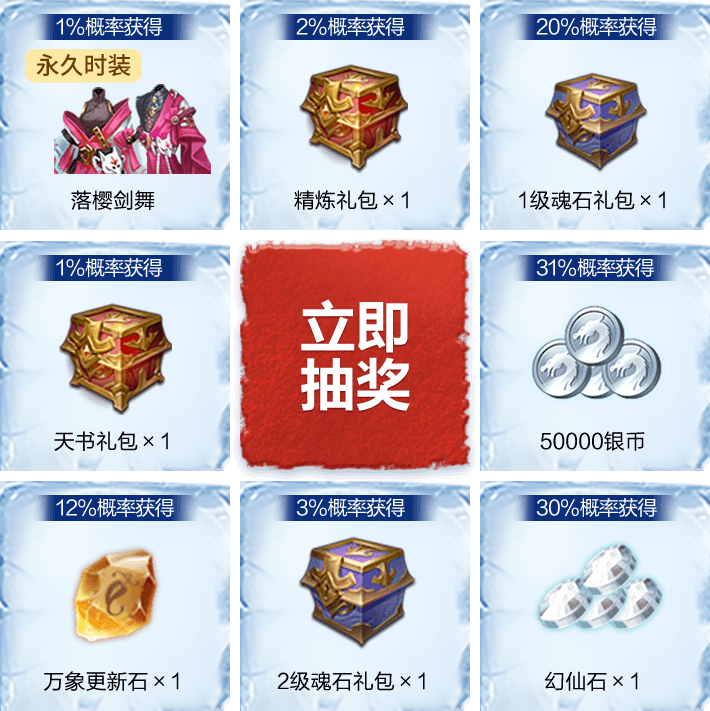 1%概率获得
永久时装
落樱剑舞
2%概率获得
精炼礼包×1
20%概率获得
1级魂石礼包×1
1%概率获得
天书礼包×1
立即
抽奖
31%概率获得
50000银币
12%概率获得
万象更新石×1
3%概率获得
2级魂石礼包×1
30%概率获得
幻仙石×1